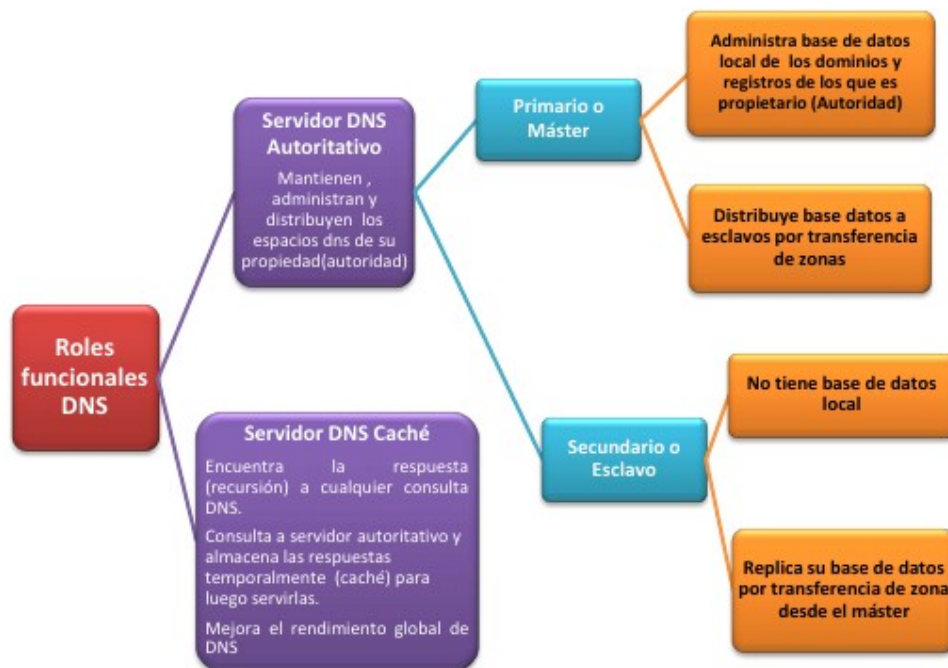 Roles
funcionales
DNS
Servidor DNS
Autoritativo
Mantienen ,
administran y
distribuyen los
espacios dns de su
propiedad(autoridad)
Servidor DNS Caché
Encuentra la respuesta
(recursión) a cualquier consulta
DNS.
Consulta a servidor autoritativo y
almacena las respuestas
temporalmente (caché) para
luego servirlas.
Mejora el rendimiento global de
DNS
Primario o
Máster
Administra base de datos
local de los dominios y
registros de los que es
propietario (Autoridad)
Distribuye base datos a
esclavos por transferencia
de zonas
Secundario o
Esclavo
No tiene base de datos
local
Replica su base de datos
por transferencia de zona
desde el máster